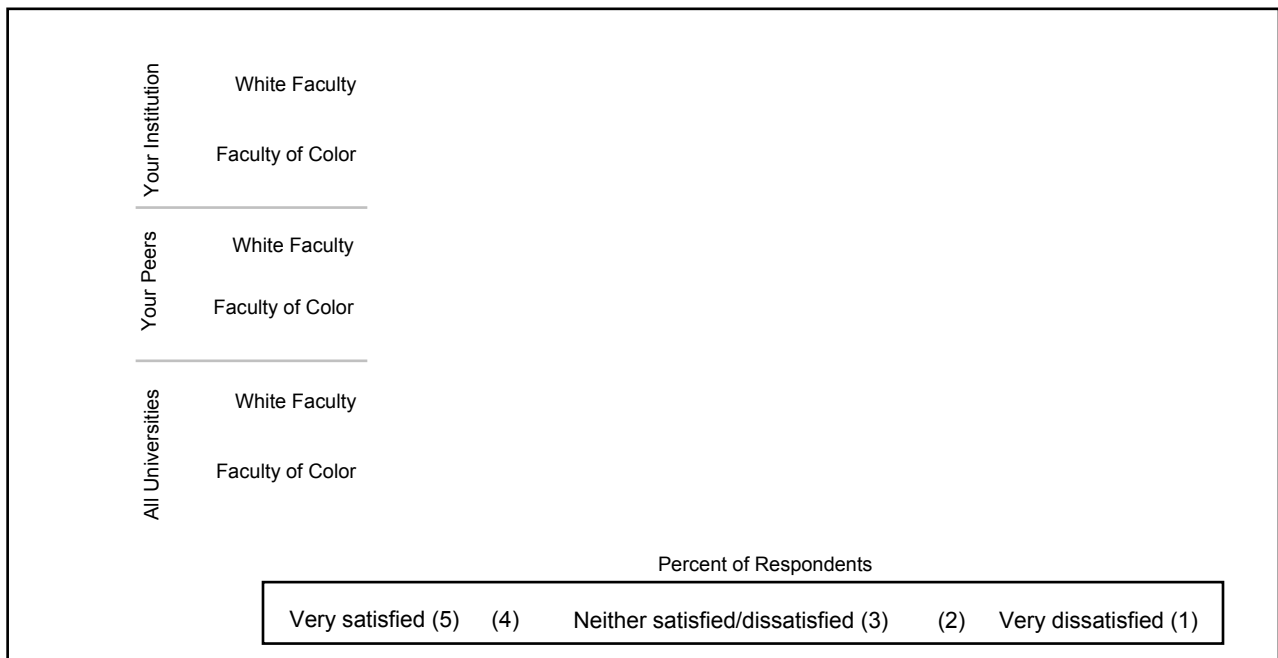 Your Institution
White Faculty
Faculty of Color
Your Peers
White Faculty
Faculty of Color
All Universities
White Faculty
Faculty of Color
Percent of Respondents
Very satisfied (5) (4) Neither satisfied/dissatisfied (3) (2) Very dissatisfied (1)